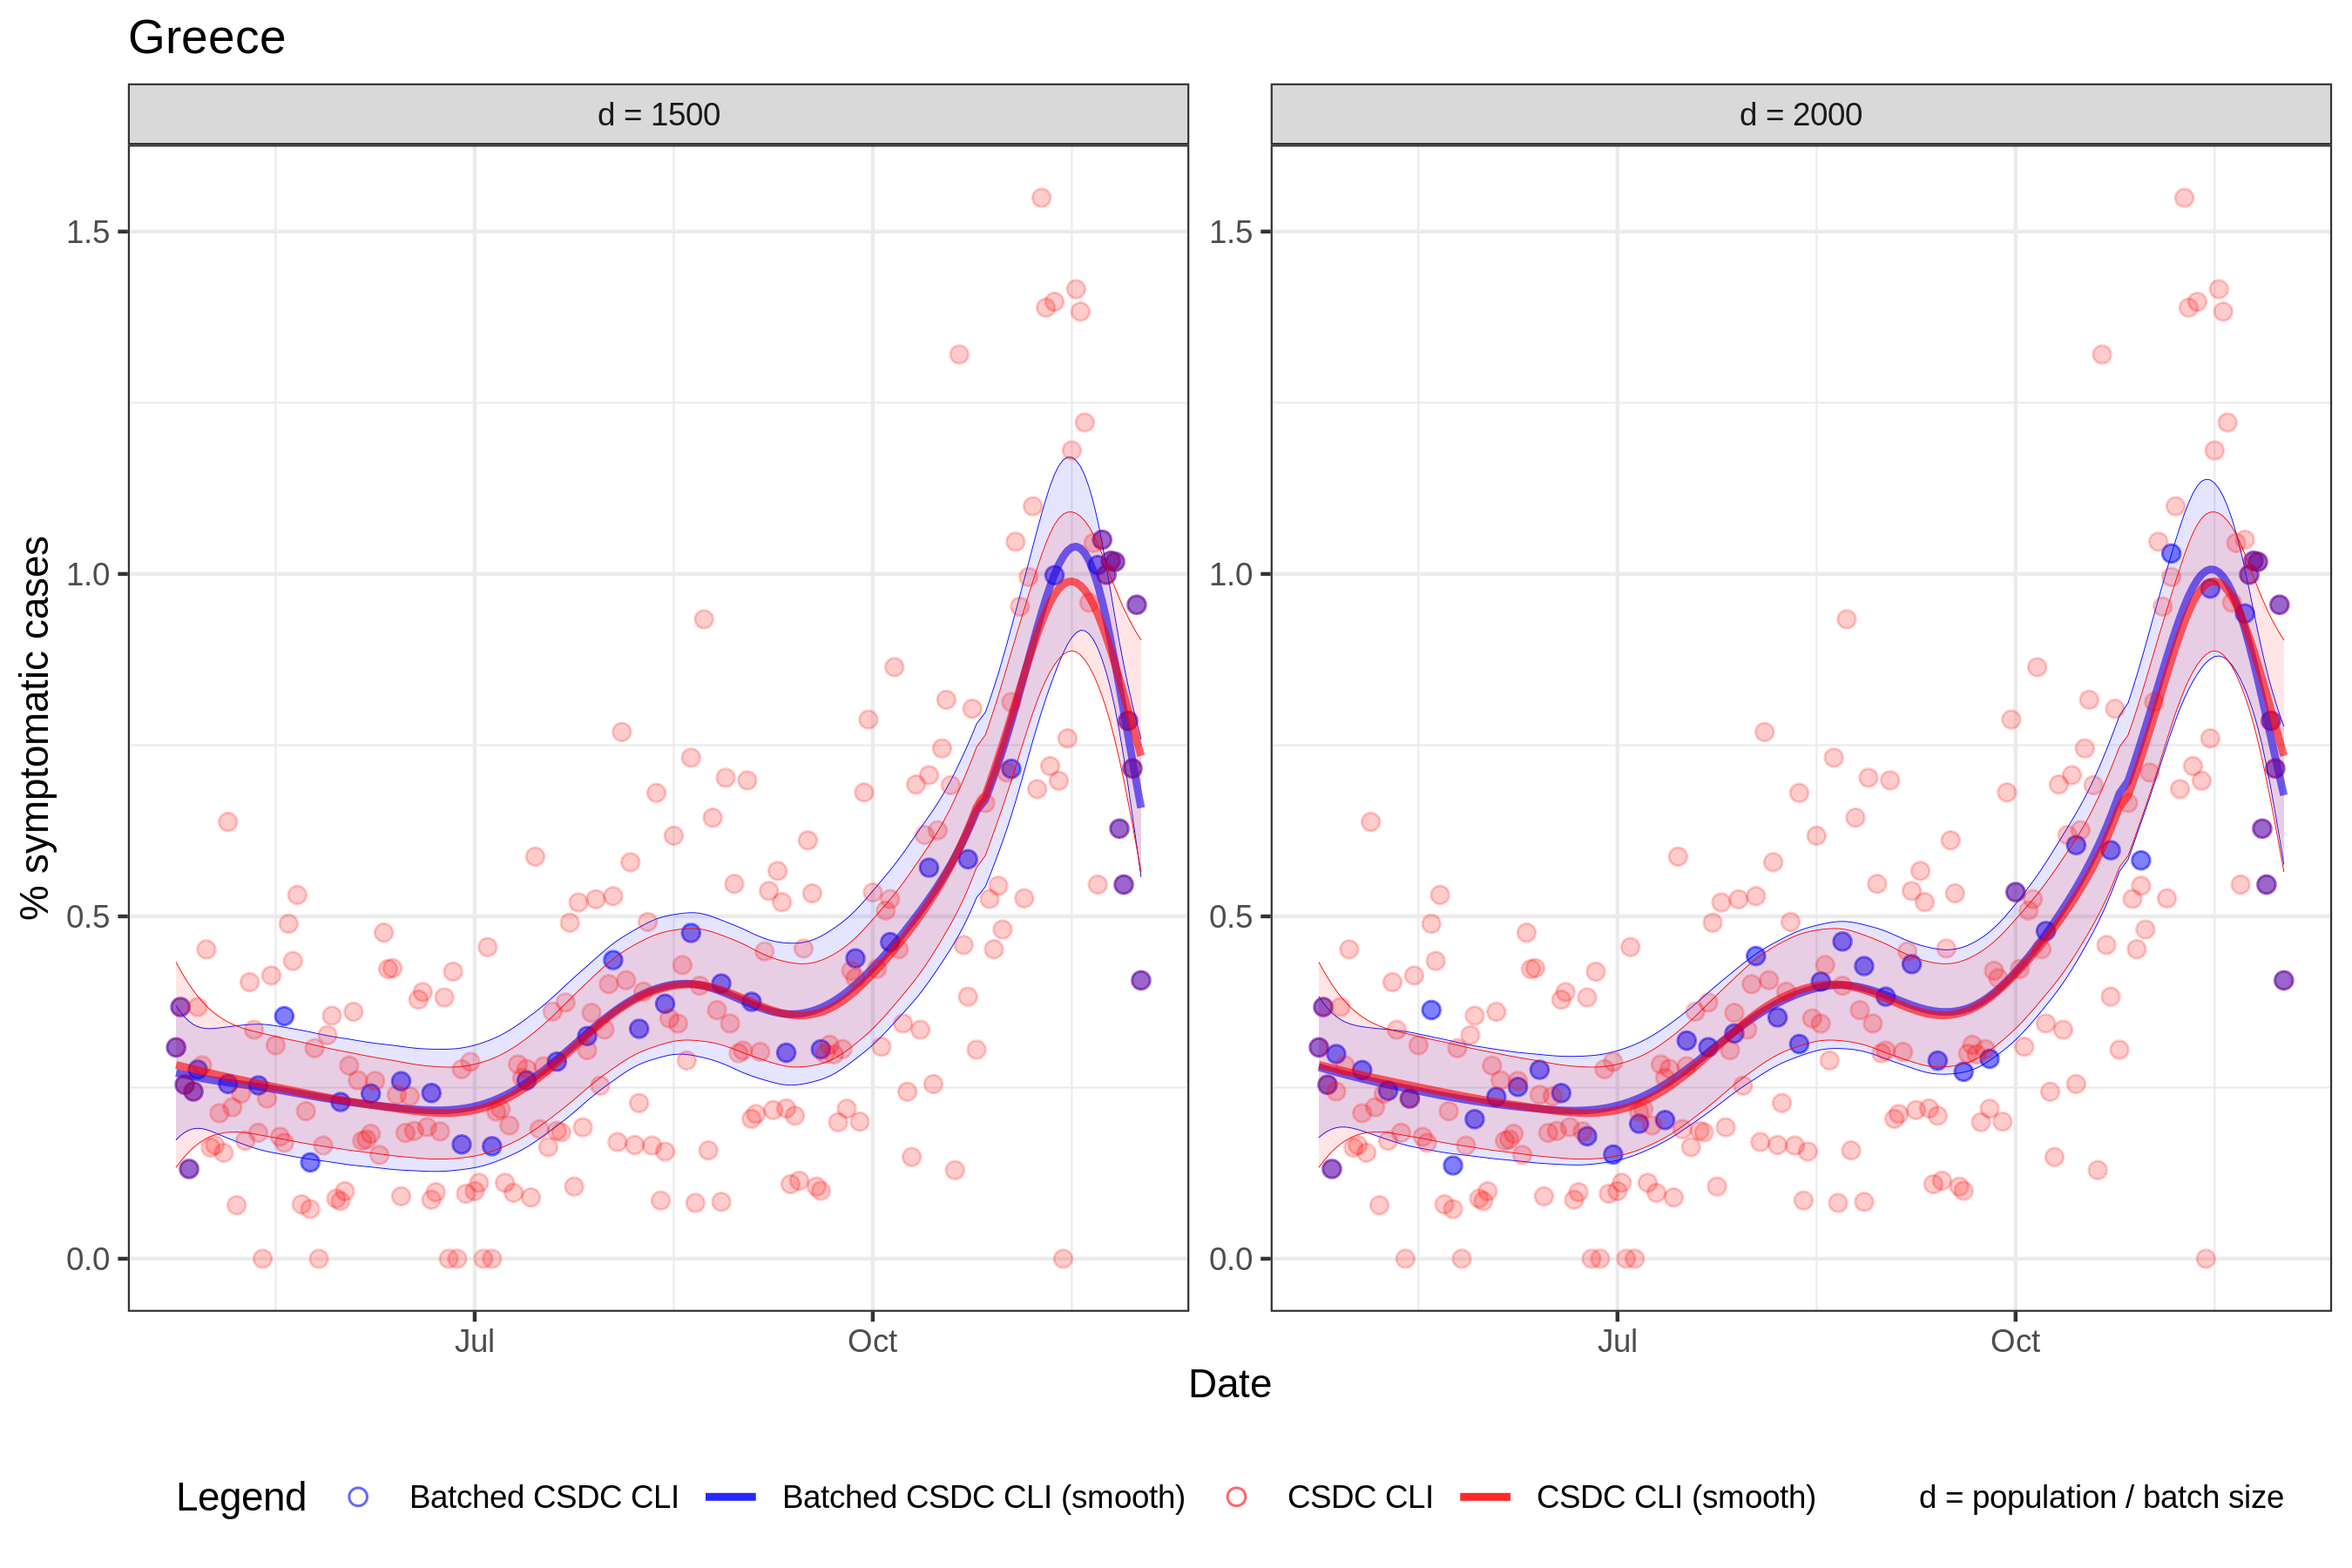 Greece
d = 1500
d = 2000
% symptomatic cases
1.5
1.0
0.5
0.0
1.5
1.0
0.5
0.0
Jul
Oct
Jul
Oct
Date
Legend
Batched CSDC CLI
Batched CSDC CLI (smooth)
CSDC CLI
CSDC CLI (smooth)
d = population / batch size